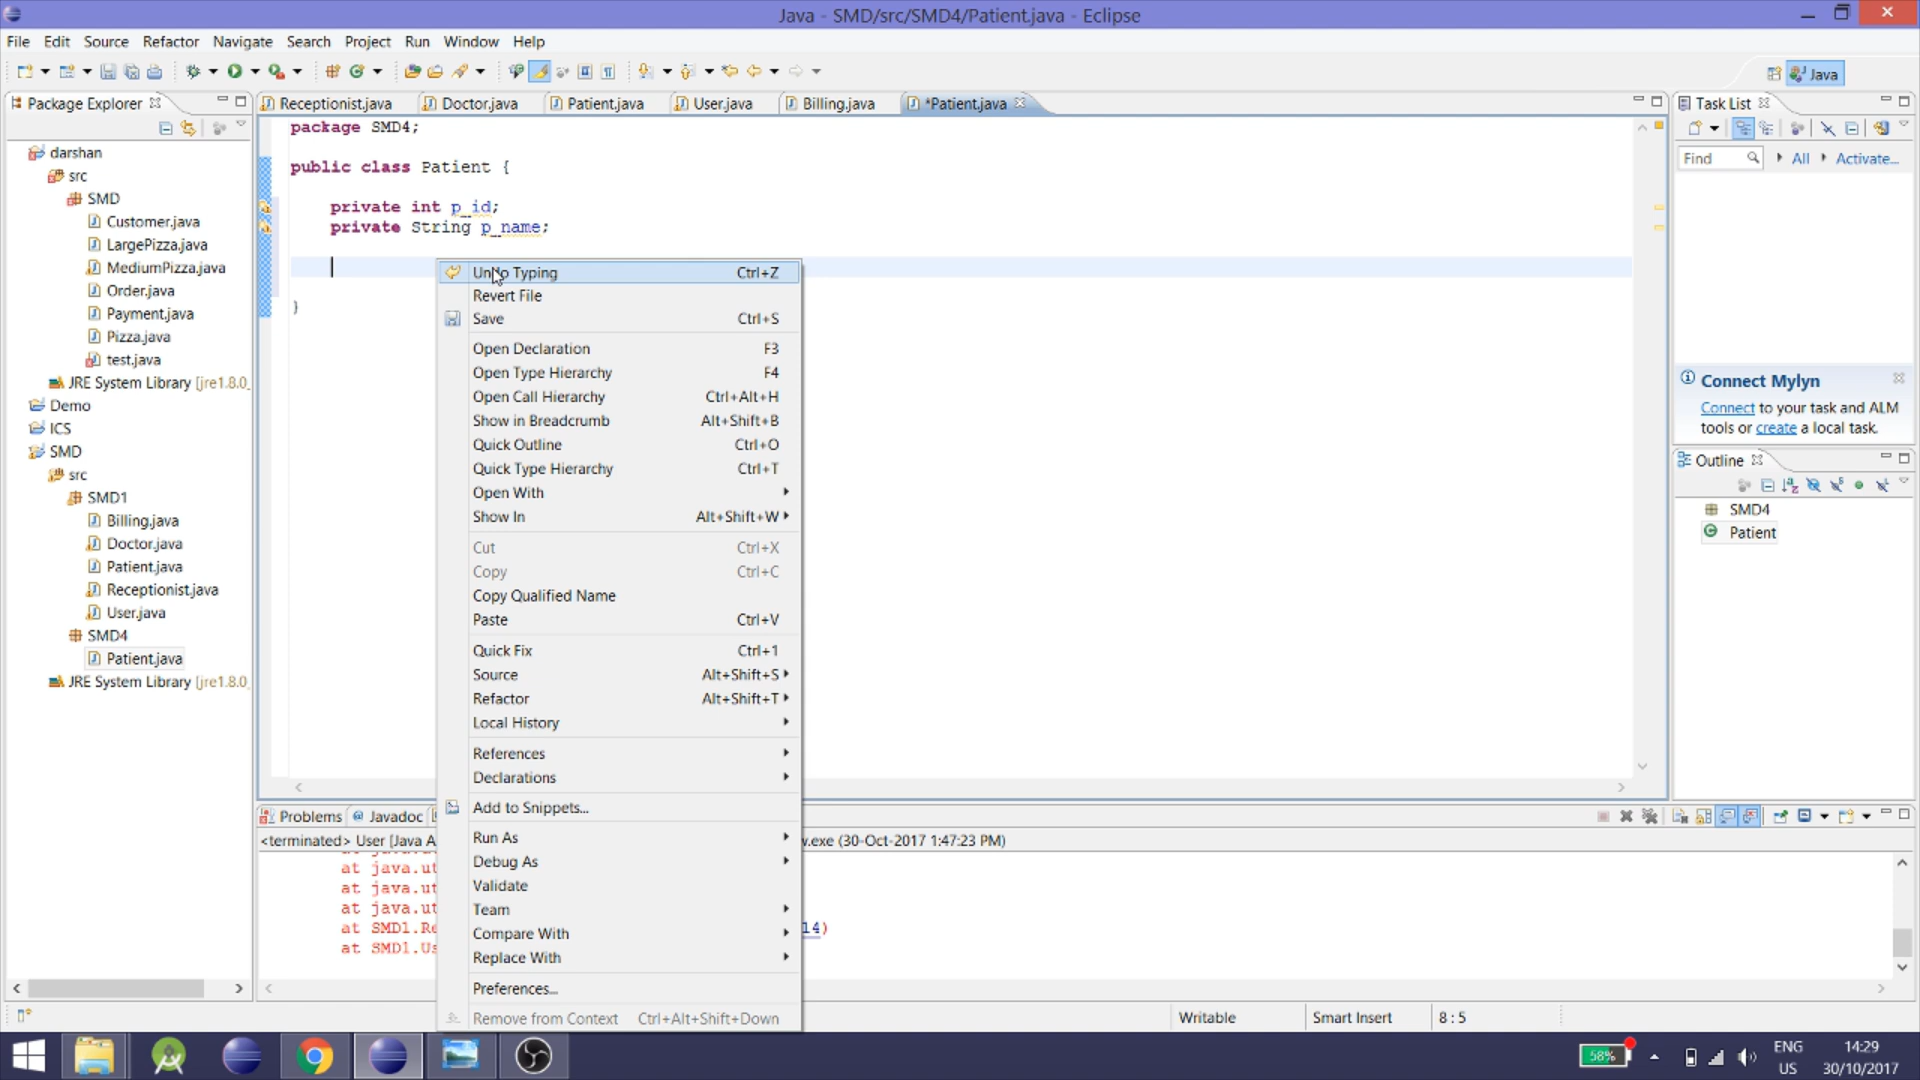 Java - SMD/src/SMD4/Patient.java - Eclipse
File Edit Source Refactor Navigate Search Project Run Window Help
Java
Package Explorer
darshan
src
SMD
Customer.java
LargePizza.java
MediumPizza.java
Order.java
Payment.java
Pizza.java
test.java
JRE System Library [jre1.8.0_
Demo
ICS
SMD
src
SMD1
Billing.java
Doctor.java
Patient.java
Receptionist.java
User.java
SMD4
Patient.java
JRE System Library [jre1.8.0_
Receptionist.java Doctor.java Patient.java User.java Billing.java *Patient.java
package SMD4;
public class Patient {
private int p_id;
private String p_name;
}
Undo Typing Ctrl+Z
Revert File
Save Ctrl+S
Open Declaration F3
Open Type Hierarchy F4
Open Call Hierarchy Ctrl+Alt+H
Show in Breadcrumb Alt+Shift+B
Quick Outline Ctrl+O
Quick Type Hierarchy Ctrl+T
Open With
Show In Alt+Shift+W
Cut Ctrl+X
Copy Ctrl+C
Copy Qualified Name
Paste Ctrl+V
Quick Fix Ctrl+1
Source Alt+Shift+S
Refactor Alt+Shift+T
Local History
References
Declarations
Add to Snippets...
Run As
Debug As
Validate
Team
Compare With
Replace With
Preferences...
Remove from Context Ctrl+Alt+Shift+Down
Task List
Find All Activate...
Connect Mylyn
Connect to your task and ALM
tools or create a local task.
Outline
SMD4
Patient
Problems @ Javadoc
<terminated> User [Java A w.exe (30-Oct-2017 1:47:23 PM)
at java.ut
at java.ut
at java.ut
at SMD1.Re 14)
at SMD1.Us
Writable Smart Insert 8 : 5
58%
ENG
US
14:29
30/10/2017